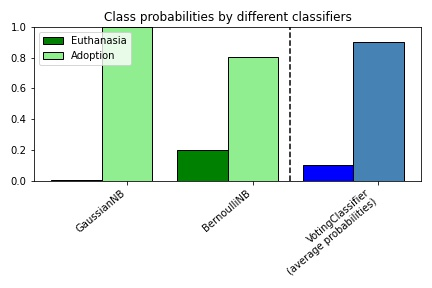 Class probabilities by different classifiers
1.0
0.8
0.6
0.4
0.2
0.0
Euthanasia
Adoption
GaussianNB
BernoulliNB
VotingClassifier
(average probabilities)